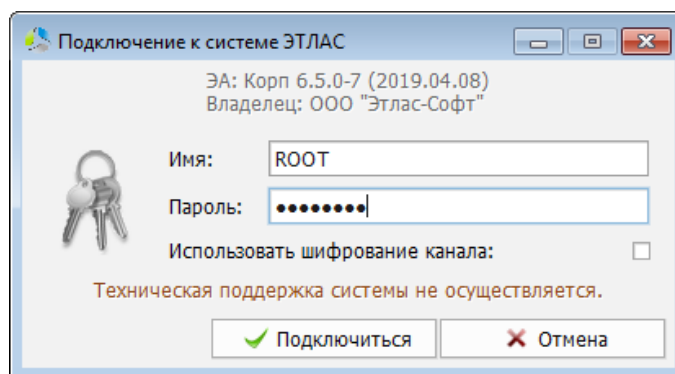 Подключение к системе ЭТЛАС
ЭА: Корп 6.5.0-7 (2019.04.08)
Владелец: ООО "Этлас-Софт"
Имя: ROOT
Пароль: ●●●●●●●●
Использовать шифрование канала:
Техническая поддержка системы не осуществляется.
Подключиться Отмена